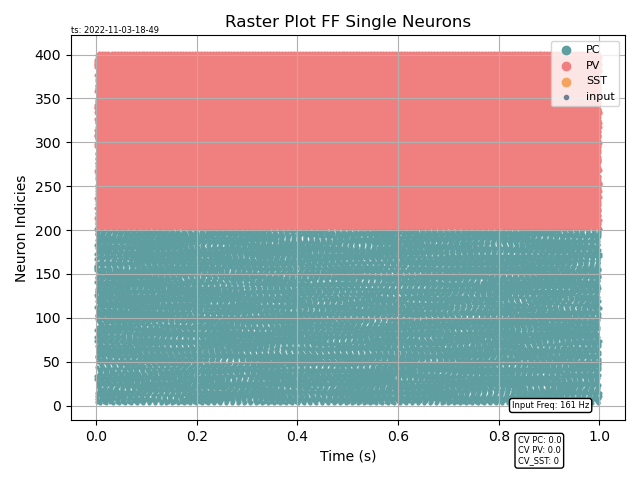 Raster Plot FF Single Neurons
ts: 2022-11-03-18-49
PC
PV
SST
input
Neuron Indicies
400
350
300
250
200
150
100
50
0
Input Freq: 161 Hz
0.0 0.2 0.4 0.6 0.8 1.0
Time (s)
CV PC: 0.0
CV PV: 0.0
CV_SST: 0